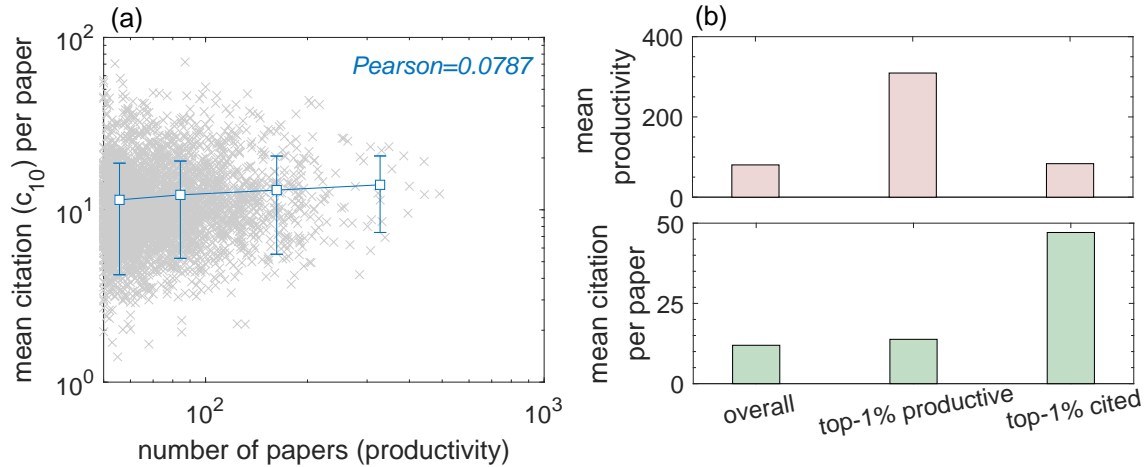 (a)
Pearson=0.0787
mean citation (c₁₀) per paper
10²
10¹
10⁰
10²
10³
number of papers (productivity)
(b)
mean
productivity
400
200
0
mean citation
per paper
50
25
0
overall
top-1% productive
top-1% cited